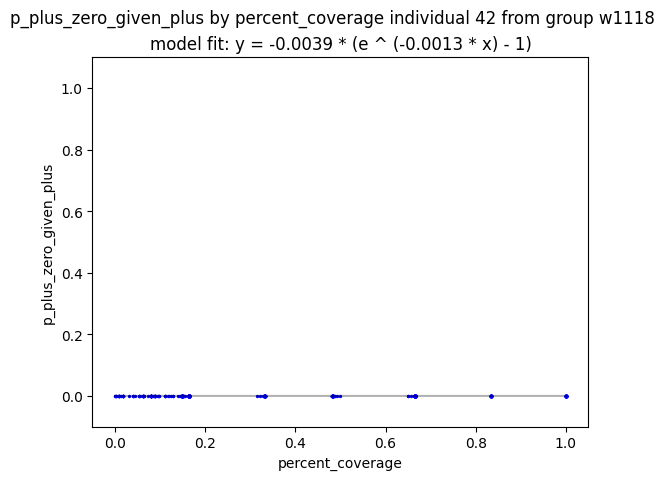 p_plus_zero_given_plus by percent_coverage individual 42 from group w1118
model fit: y = -0.0039 * (e ^ (-0.0013 * x) - 1)
1.0
0.8
0.6
0.4
0.2
0.0
p_plus_zero_given_plus
0.0 0.2 0.4 0.6 0.8 1.0
percent_coverage